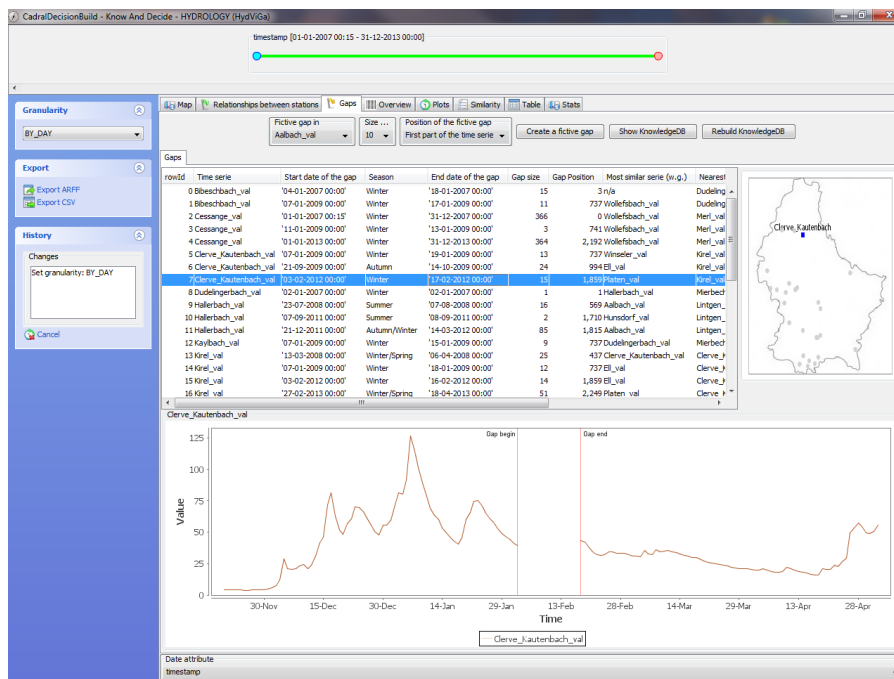 CadralDecisionBuild - Know And Decide - HYDROLOGY (HydViGa)
timestamp [01-01-2007 00:15 - 31-12-2013 00:00]
Granularity
BY_DAY
Export
Export ARFF
Export CSV
History
Changes
Set granularity: BY_DAY
Cancel
Map Relationships between stations Gaps Overview Plots Similarity Table Stats
Fictive gap in Size ... Position of the fictive gap
Aalbach_val 10 First part of the time serie Create a fictive gap Show KnowledgeDB Rebuild KnowledgeDB
Gaps
rowId Time serie Start date of the gap Season End date of the gap Gap size Gap Position Most similar serie (w.g.) Nearest
0 Bibeschbach_val '04-01-2007 00:00' Winter '18-01-2007 00:00' 15 3 n/a Dudeling
1 Bibeschbach_val '07-01-2009 00:00' Winter '17-01-2009 00:00' 11 737 Wollefsbach_val Dudeling
2 Cessange_val '01-01-2007 00:15' Winter '31-12-2007 00:00' 366 0 Wollefsbach_val Merl_val
3 Cessange_val '11-01-2009 00:00' Winter '13-01-2009 00:00' 3 741 Wollefsbach_val Merl_val
4 Cessange_val '01-01-2013 00:00' Winter '31-12-2013 00:00' 364 2,192 Wollefsbach_val Merl_val
5 Clerve_Kautenbach_val '07-01-2009 00:00' Winter '19-01-2009 00:00' 13 737 Winseler_val Kirel_val
6 Clerve_Kautenbach_val '21-09-2009 00:00' Autumn '14-10-2009 00:00' 24 994 Ell_val Kirel_val
7 Clerve_Kautenbach_val '03-02-2012 00:00' Winter '17-02-2012 00:00' 15 1,859 Platen_val Kirel_val
8 Dudelingerbach_val '02-01-2007 00:00' Winter '02-01-2007 00:00' 1 1 Hallerbach_val Mierbech
9 Hallerbach_val '23-07-2008 00:00' Summer '07-08-2008 00:00' 16 569 Aalbach_val Lintgen_
10 Hallerbach_val '07-09-2011 00:00' Summer '08-09-2011 00:00' 2 1,710 Hunsdorf_val Lintgen_
11 Hallerbach_val '21-12-2011 00:00' Autumn/Winter '14-03-2012 00:00' 85 1,815 Aalbach_val Lintgen_
12 Kaylbach_val '07-01-2009 00:00' Winter '15-01-2009 00:00' 9 737 Dudelingerbach_val Mierbech
13 Kirel_val '13-03-2008 00:00' Winter/Spring '06-04-2008 00:00' 25 437 Clerve_Kautenbach_val Clerve_K
14 Kirel_val '07-01-2009 00:00' Winter '18-01-2009 00:00' 12 737 Ell_val Clerve_K
15 Kirel_val '03-02-2012 00:00' Winter '16-02-2012 00:00' 14 1,859 Ell_val Clerve_K
16 Kirel_val '27-02-2013 00:00' Winter/Spring '18-04-2013 00:00' 51 2,249 Platen_val Clerve_K
Clerve_Kautenbach
Clerve_Kautenbach_val
Gap begin Gap end
Value
125
100
75
50
25
0
30-Nov 15-Dec 30-Dec 14-Jan 29-Jan 13-Feb 28-Feb 14-Mar 29-Mar 13-Apr 28-Apr
Time
Clerve_Kautenbach_val
Date attribute
timestamp